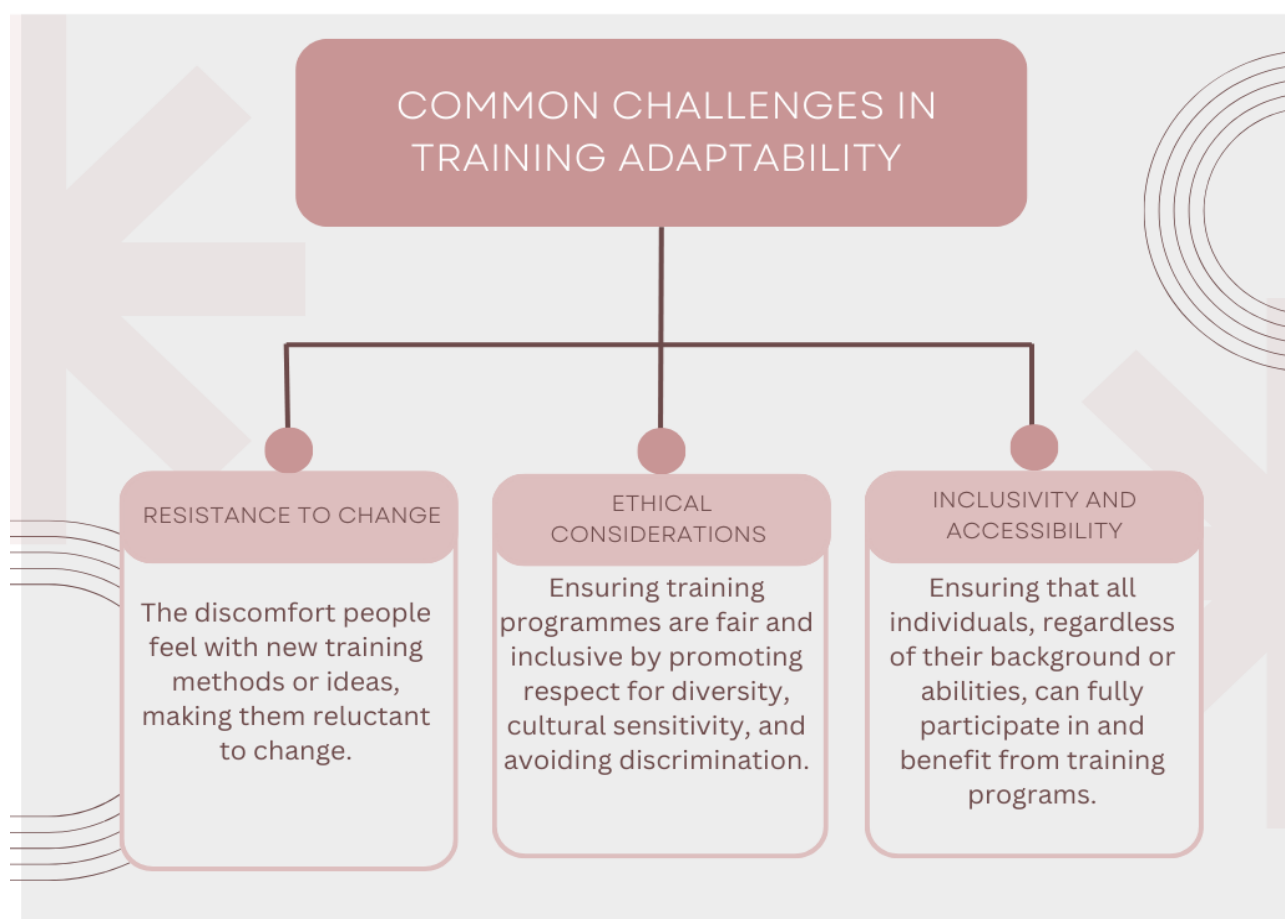 COMMON CHALLENGES IN
TRAINING ADAPTABILITY
RESISTANCE TO CHANGE
The discomfort people
feel with new training
methods or ideas,
making them reluctant
to change.
ETHICAL
CONSIDERATIONS
Ensuring training
programmes are fair and
inclusive by promoting
respect for diversity,
cultural sensitivity, and
avoiding discrimination.
INCLUSIVITY AND
ACCESSIBILITY
Ensuring that all
individuals, regardless
of their background or
abilities, can fully
participate in and
benefit from training
programs.